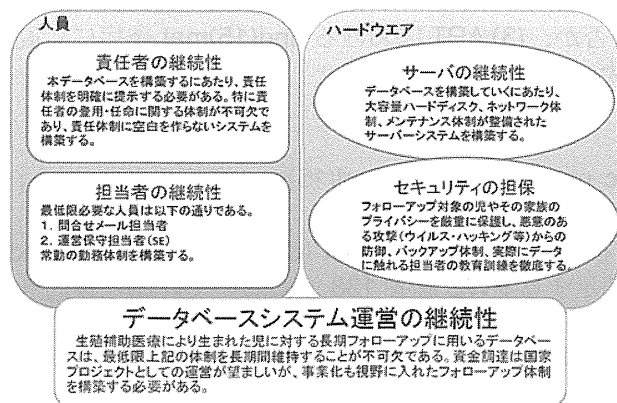 人員
責任者の継続性
本データベースを構築するにあたり、責任
体制を明確に提示する必要がある。特に責
任者の登用・任命に関する体制が不可欠で
あり、責任体制に空白を作らないシステムを
構築する。
担当者の継続性
最低限必要な人員は以下の通りである。
1. 問合せメール担当者
2. 運営保守担当者(SE)
常勤の勤務体制を構築する。
ハードウエア
サーバの継続性
データベースを構築していくにあたり、
大容量ハードディスク、ネットワーク体
制、メンテナンス体制が整備された
サーバーシステムを構築する。
セキュリティの担保
フォローアップ対象の児やその家族の
プライバシーを厳重に保護し、悪意のあ
る攻撃(ウイルス・ハッキング等)からの
防御、バックアップ体制、実際にデータ
に触れる担当者の教育訓練を徹底する。
データベースシステム運営の継続性
生殖補助医療により生まれた児に対する長期フォローアップに用いるデータベー
スは、最低限上記の体制を長期間維持することが不可欠である。資金調達は国家
プロジェクトとしての運営が望ましいが、事業化も視野に入れたフォローアップ体制
を構築する必要がある。